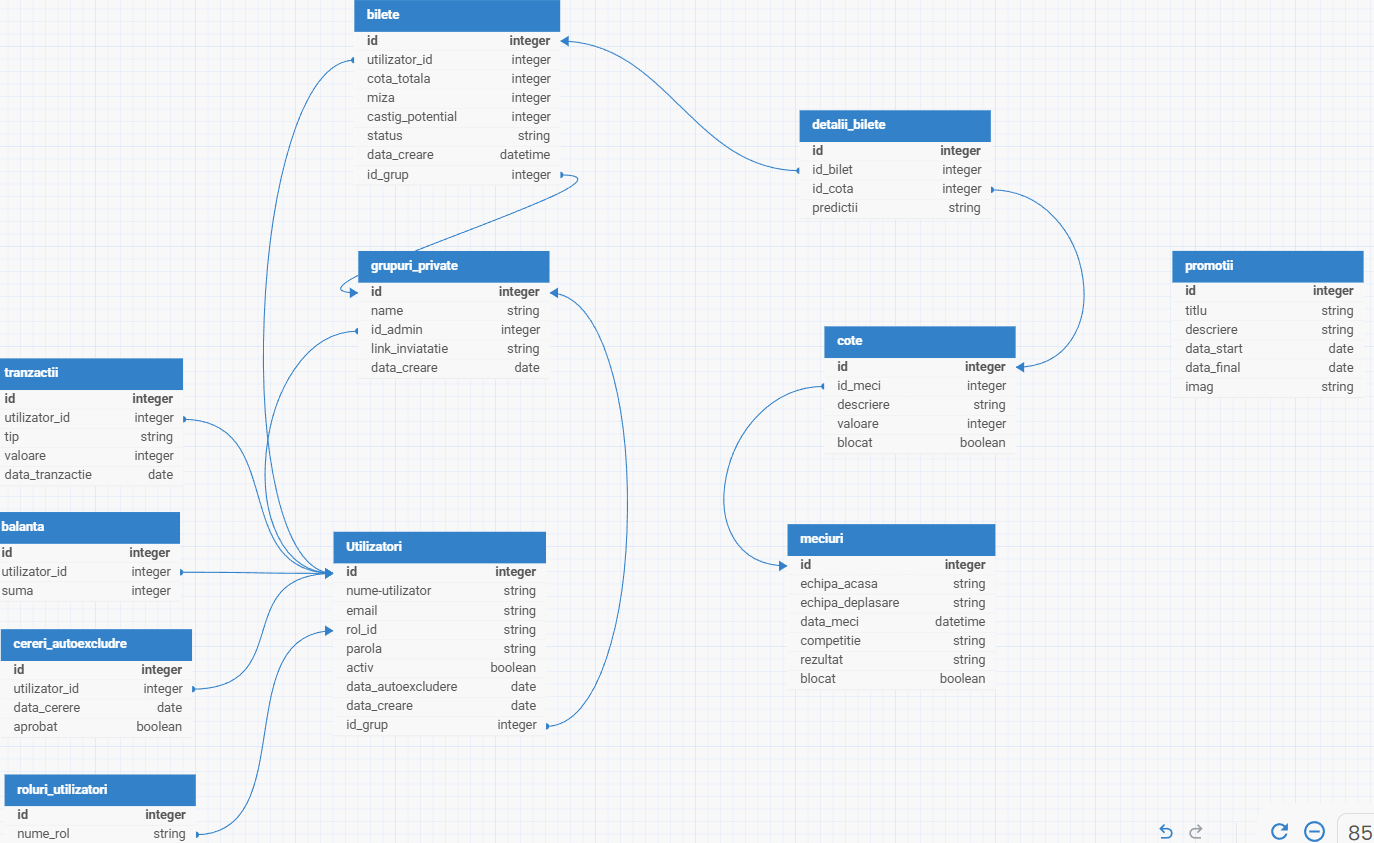 bilete
id integer
utilizator_id integer
cota_totala integer
miza integer
castig_potential integer
status string
data_creare datetime
id_grup integer
detalii_bilete
id integer
id_bilet integer
id_cota integer
predictii string
grupuri_private
id integer
name string
id_admin integer
link_inviatatie string
data_creare date
promotii
id integer
titlu string
descriere string
data_start date
data_final date
imag string
cote
id integer
id_meci integer
descriere string
valoare integer
blocat boolean
tranzactii
id integer
utilizator_id integer
tip string
valoare integer
data_tranzactie date
balanta
id integer
utilizator_id integer
suma integer
Utilizatori
id integer
nume-utilizator string
email string
rol_id string
parola string
activ boolean
data_autoexcludere date
data_creare date
id_grup integer
meciuri
id integer
echipa_acasa string
echipa_deplasare string
data_meci datetime
competitie string
rezultat string
blocat boolean
cereri_autoexcludre
id integer
utilizator_id integer
data_cerere date
aprobat boolean
roluri_utilizatori
id integer
nume_rol string
85